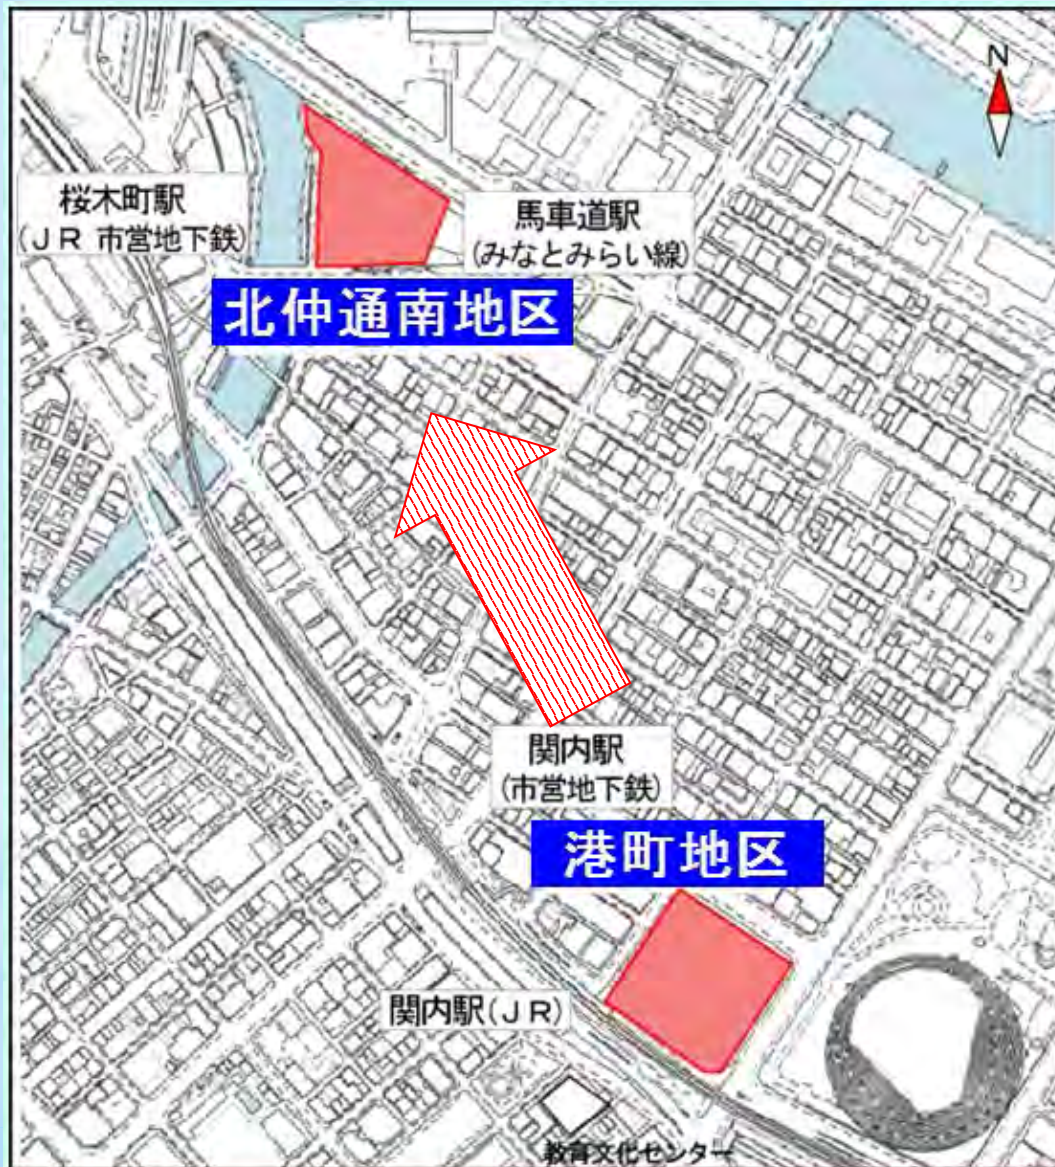 N
桜木町駅
(JR 市営地下鉄)
馬車道駅
(みなとみらい線)
北仲通南地区
関内駅
(市営地下鉄)
港町地区
関内駅(JR)
教育文化センター